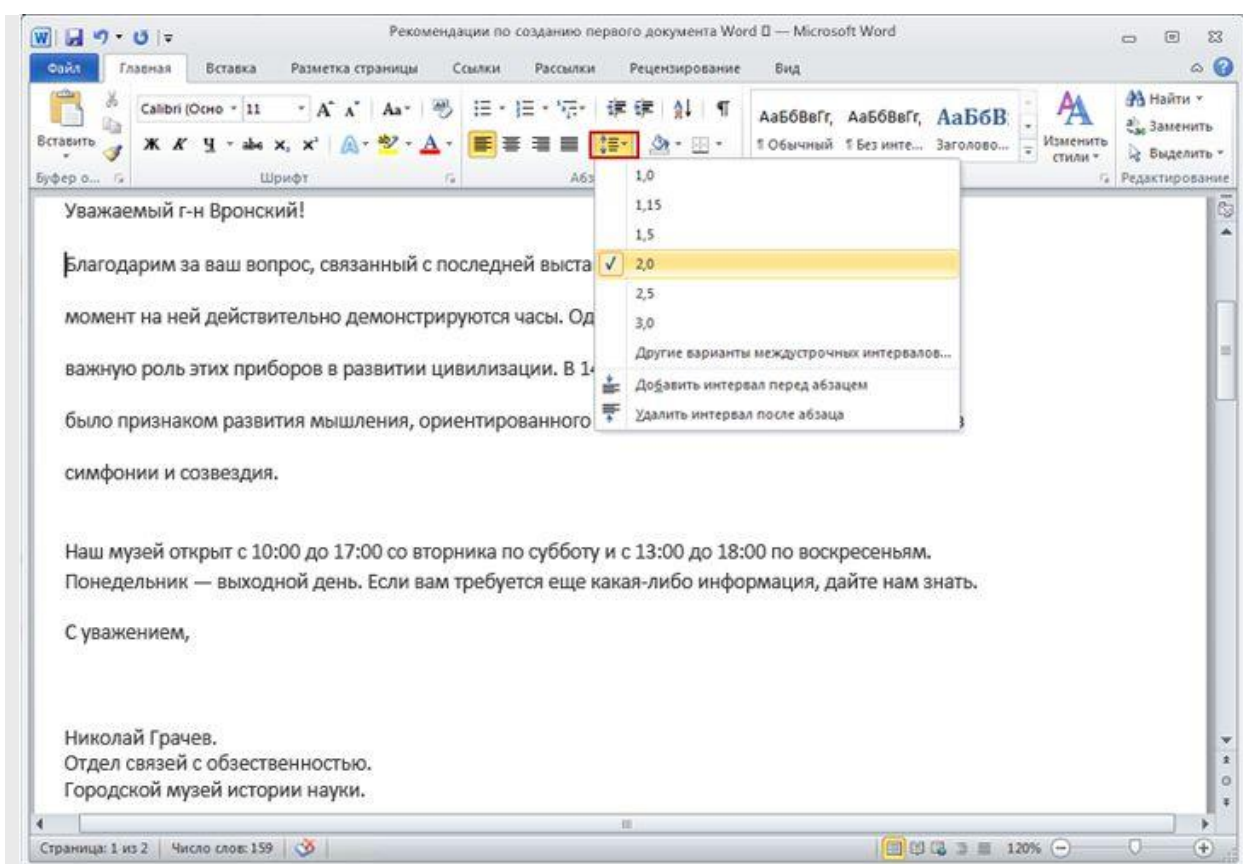 Рекомендации по созданию первого документа Word — Microsoft Word
Файл Главная Вставка Разметка страницы Ссылки Рассылки Рецензирование Вид
Calibri (Осно 11 Аа АаБбВвГг, АаБбВвГг, АаБбВ Найти
Вставить Ж К Ч abc x, x² А ab А ¶ Обычный ¶ Без инте... Заголово... Изменить стили Заменить
Выделить
Буфер о... Шрифт Абз Редактирование
1,0
1,15
1,5
2,0
2,5
3,0
Другие варианты междустрочных интервалов...
Добавить интервал перед абзацем
Удалить интервал после абзаца
Уважаемый г-н Вронский!
Благодарим за ваш вопрос, связанный с последней выста
момент на ней действительно демонстрируются часы. Од
важную роль этих приборов в развитии цивилизации. В 14
было признаком развития мышления, ориентированного
симфонии и созвездия.
Наш музей открыт с 10:00 до 17:00 со вторника по субботу и с 13:00 до 18:00 по воскресеньям.
Понедельник — выходной день. Если вам требуется еще какая-либо информация, дайте нам знать.
С уважением,
Николай Грачев.
Отдел связей с обзественностью.
Городской музей истории науки.
Страница: 1 из 2 Число слов: 159 120%